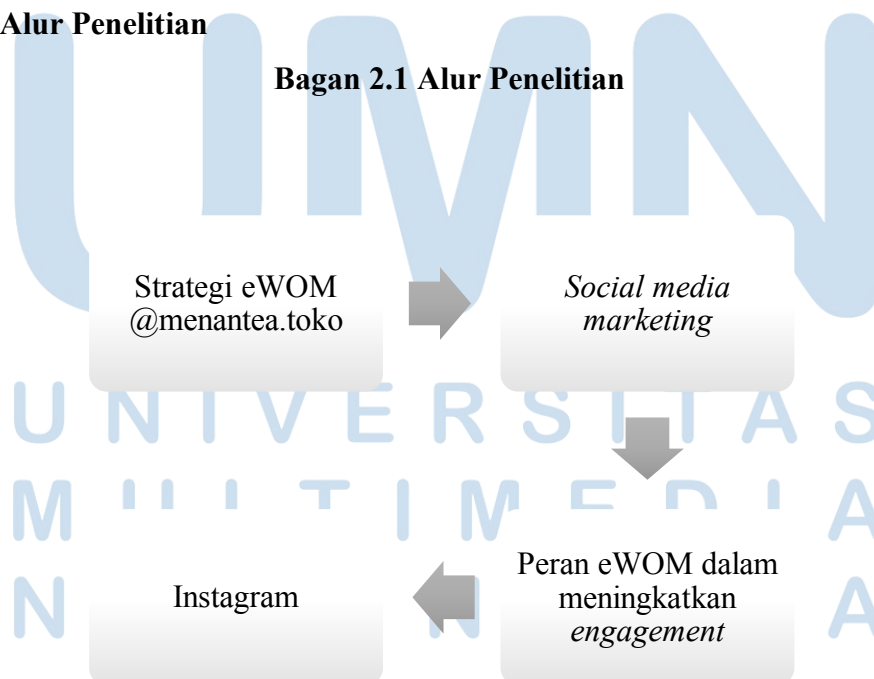 Alur Penelitian
Bagan 2.1 Alur Penelitian
UMN
Strategi eWOM
@menantea.toko
Social media
marketing
UNIVERSITAS
MULTIMEDIA
Peran eWOM dalam
meningkatkan
engagement
Instagram